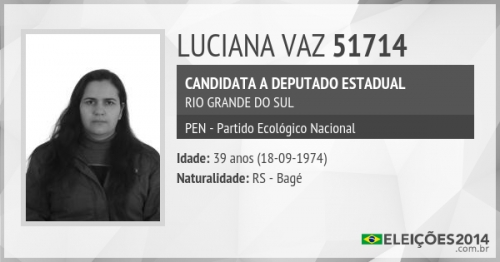 LUCIANA VAZ 51714
CANDIDATA A DEPUTADO ESTADUAL
RIO GRANDE DO SUL
PEN - Partido Ecológico Nacional
Idade: 39 anos (18-09-1974)
Naturalidade: RS - Bagé
ELEIÇÕES2014
.com.br